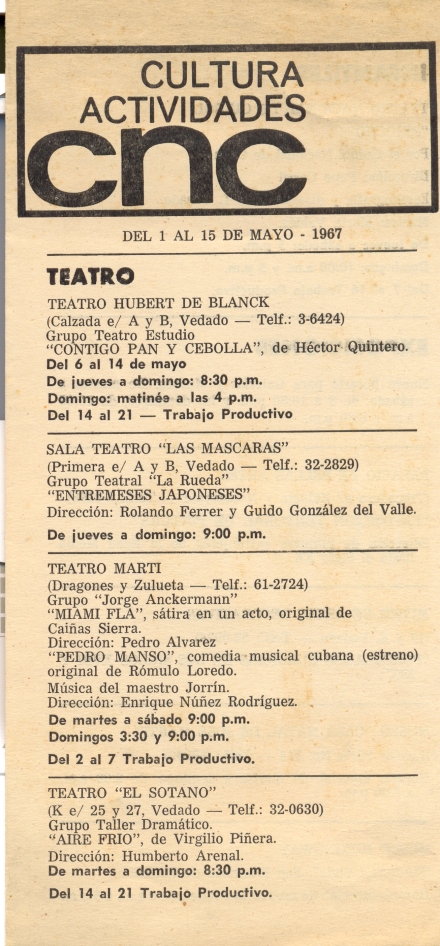 CULTURA
ACTIVIDADES
cnc
DEL 1 AL 15 DE MAYO - 1967
TEATRO
TEATRO HUBERT DE BLANCK
(Calzada e/ A y B, Vedado — Telf.: 3-6424)
Grupo Teatro Estudio
"CONTIGO PAN Y CEBOLLA", de Héctor Quintero.
Del 6 al 14 de mayo
De jueves a domingo: 8:30 p.m.
Domingo: matinée a las 4 p.m.
Del 14 al 21 — Trabajo Productivo
SALA TEATRO "LAS MASCARAS"
(Primera e/ A y B, Vedado — Telf.: 32-2829)
Grupo Teatral "La Rueda"
"ENTREMESES JAPONESES"
Dirección: Rolando Ferrer y Guido González del Valle.
De jueves a domingo: 9:00 p.m.
TEATRO MARTI
(Dragones y Zulueta — Telf.: 61-2724)
Grupo "Jorge Anckermann"
"MIAMI FLA", sátira en un acto, original de
Caiñas Sierra.
Dirección: Pedro Alvarez
"PEDRO MANSO", comedia musical cubana (estreno)
original de Rómulo Loredo.
Música del maestro Jorrín.
Dirección: Enrique Núñez Rodríguez.
De martes a sábado 9:00 p.m.
Domingos 3:30 y 9:00 p.m.
Del 2 al 7 Trabajo Productivo.
TEATRO "EL SOTANO"
(K e/ 25 y 27, Vedado — Telf.: 32-0630)
Grupo Taller Dramático.
"AIRE FRIO", de Virgilio Piñera.
Dirección: Humberto Arenal.
De martes a domingo: 8:30 p.m.
Del 14 al 21 Trabajo Productivo.